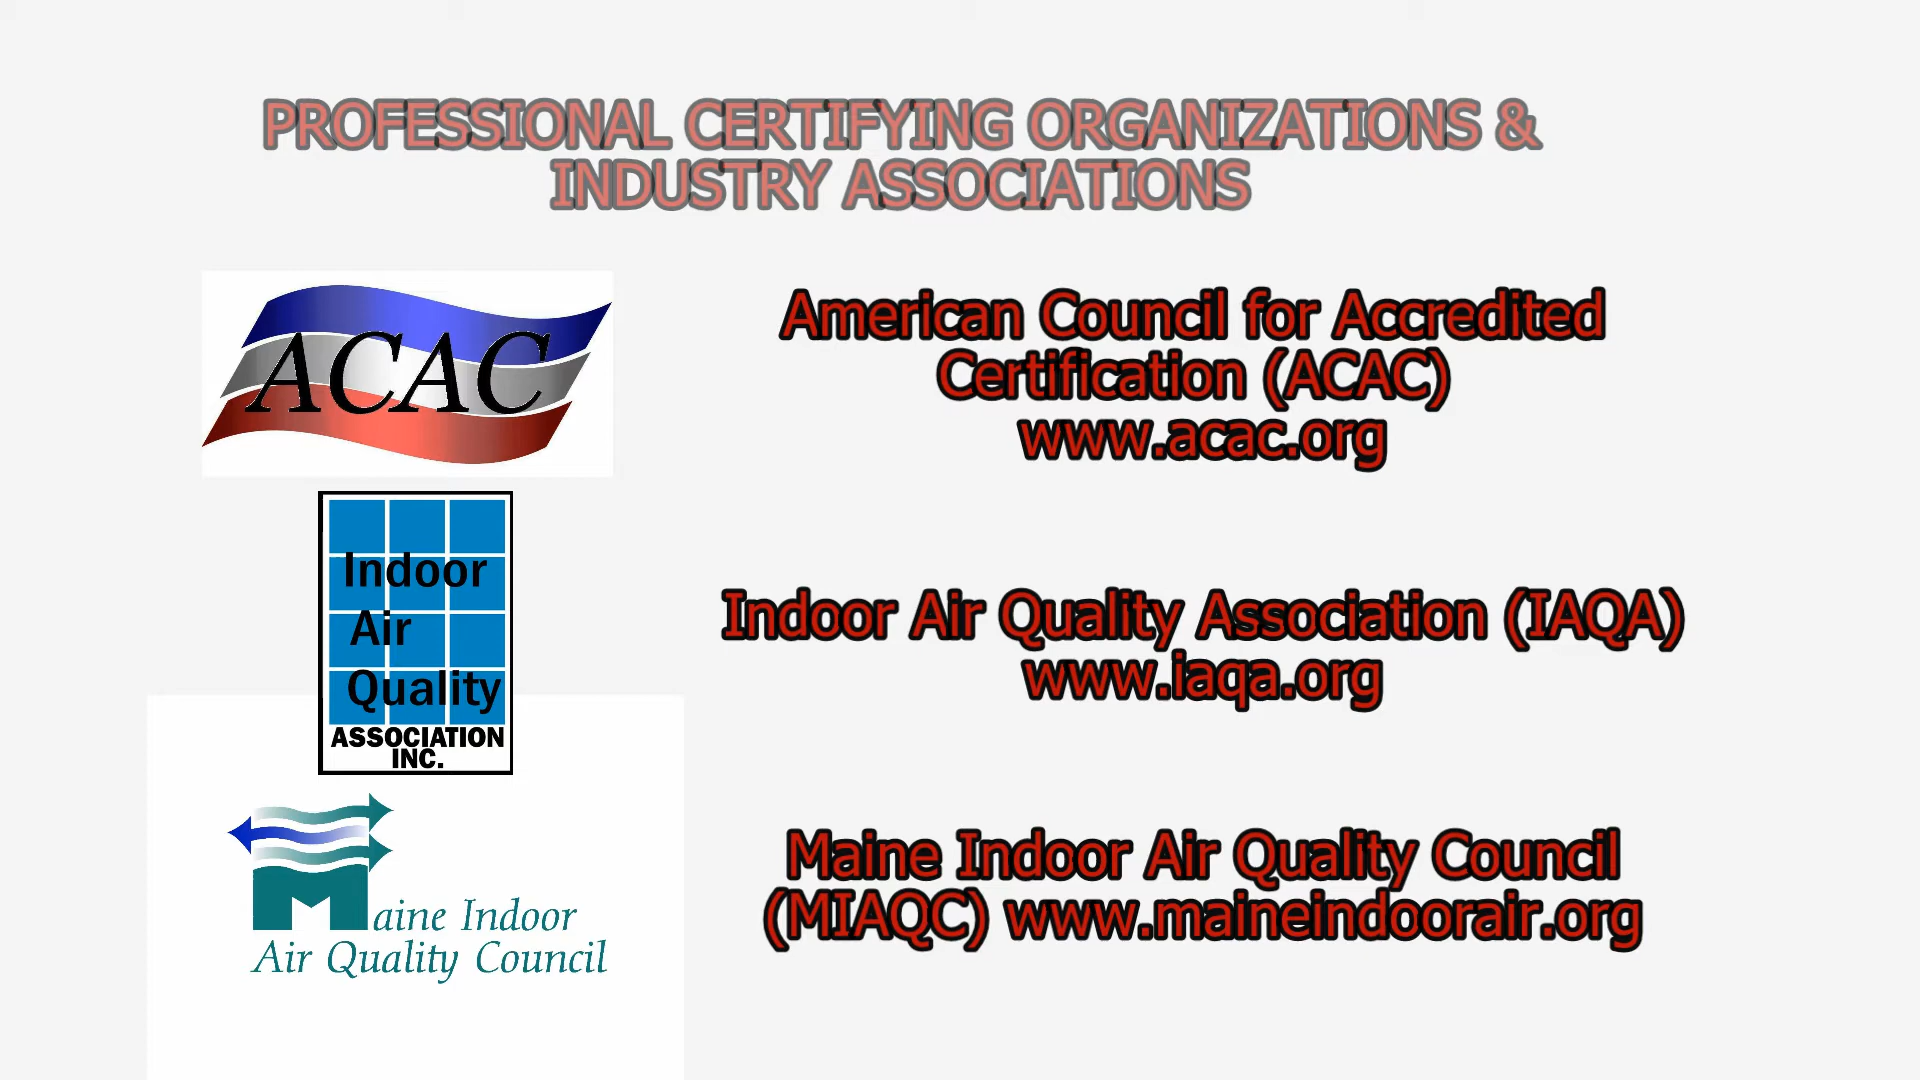 PROFESSIONAL CERTIFYING ORGANIZATIONS &
INDUSTRY ASSOCIATIONS
ACAC
American Council for Accredited
Certification (ACAC)
www.acac.org
Indoor
Air
Quality
ASSOCIATION
INC.
Indoor Air Quality Association (IAQA)
www.iaqa.org
Maine Indoor
Air Quality Council
Maine Indoor Air Quality Council
(MIAQC) www.maineindoorair.org